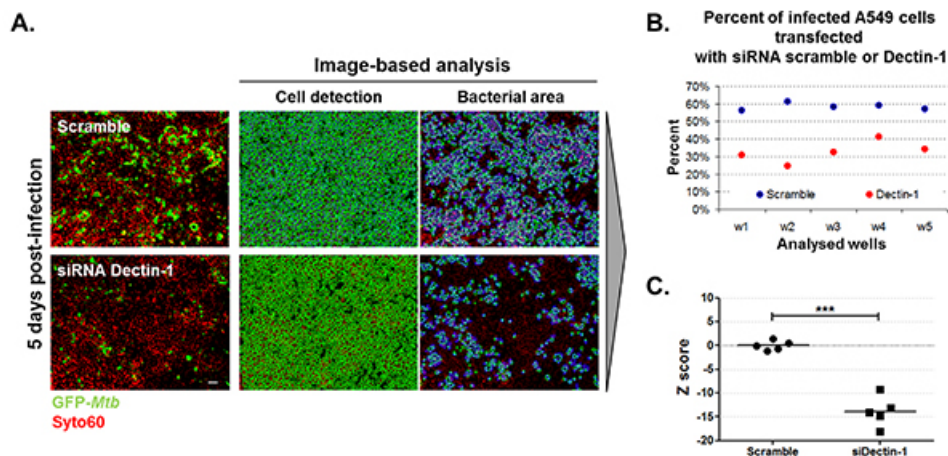 A.
Image-based analysis
Cell detection
Bacterial area
5 days post-infection
Scramble
siRNA Dectin-1
GFP-Mtb
Syto60
B.
Percent of infected A549 cells
transfected
with siRNA scramble or Dectin-1
Percent
70%
60%
50%
40%
30%
20%
10%
0%
Scramble
Dectin-1
w1
w2
w3
w4
w5
Analysed wells
C.
Z score
10
5
0
-5
-10
-15
-20
***
Scramble
siDectin-1